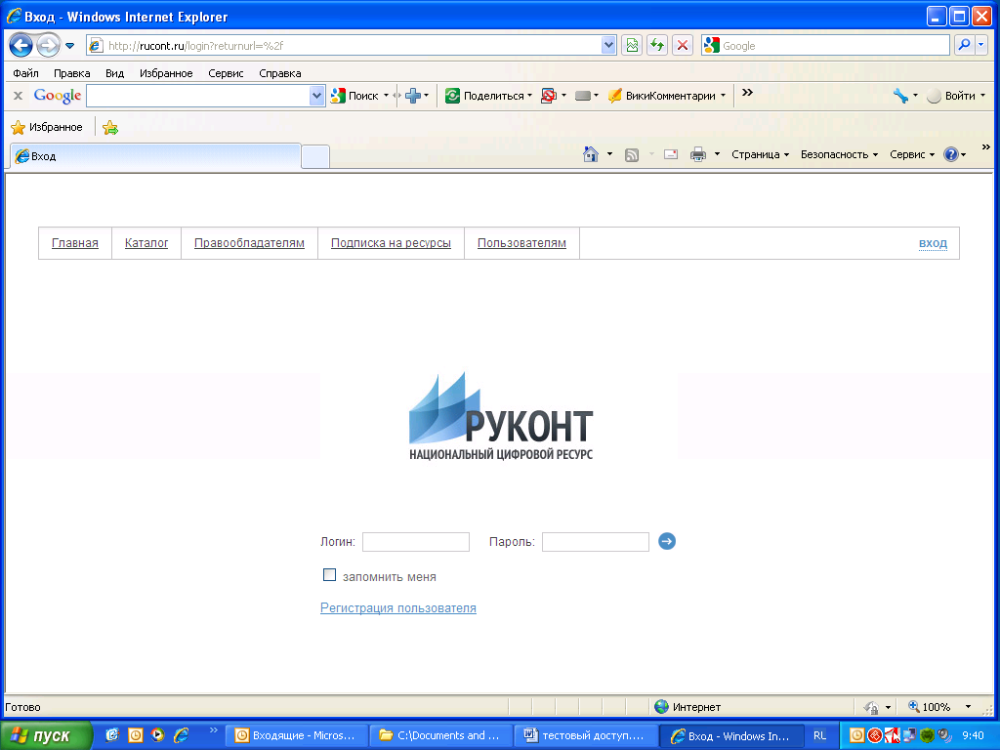 Вход - Windows Internet Explorer
http://rucont.ru/login?returnurl=%2f
Google
Файл Правка Вид Избранное Сервис Справка
x Google Поиск Поделиться ВикиКомментарии » Войти
Избранное
Вход Страница Безопасность Сервис »
Главная Каталог Правообладателям Подписка на ресурсы Пользователям вход
РУКОНТ
НАЦИОНАЛЬНЫЙ ЦИФРОВОЙ РЕСУРС
Логин: Пароль:
запомнить меня
Регистрация пользователя
Готово Интернет 100%
пуск » Входящие - Micros... C:\Documents and ... тестовый доступ.... Вход - Windows In... RL 9:40